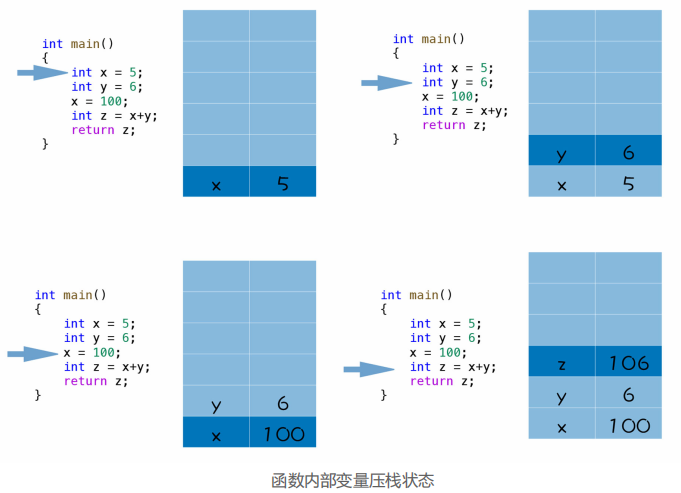 int main()
{
int x = 5;
int y = 6;
x = 100;
int z = x+y;
return z;
}
x 5
int main()
{
int x = 5;
int y = 6;
x = 100;
int z = x+y;
return z;
}
y 6
x 5
int main()
{
int x = 5;
int y = 6;
x = 100;
int z = x+y;
return z;
}
y 6
x 100
int main()
{
int x = 5;
int y = 6;
x = 100;
int z = x+y;
return z;
}
z 106
y 6
x 100
函数内部变量压栈状态